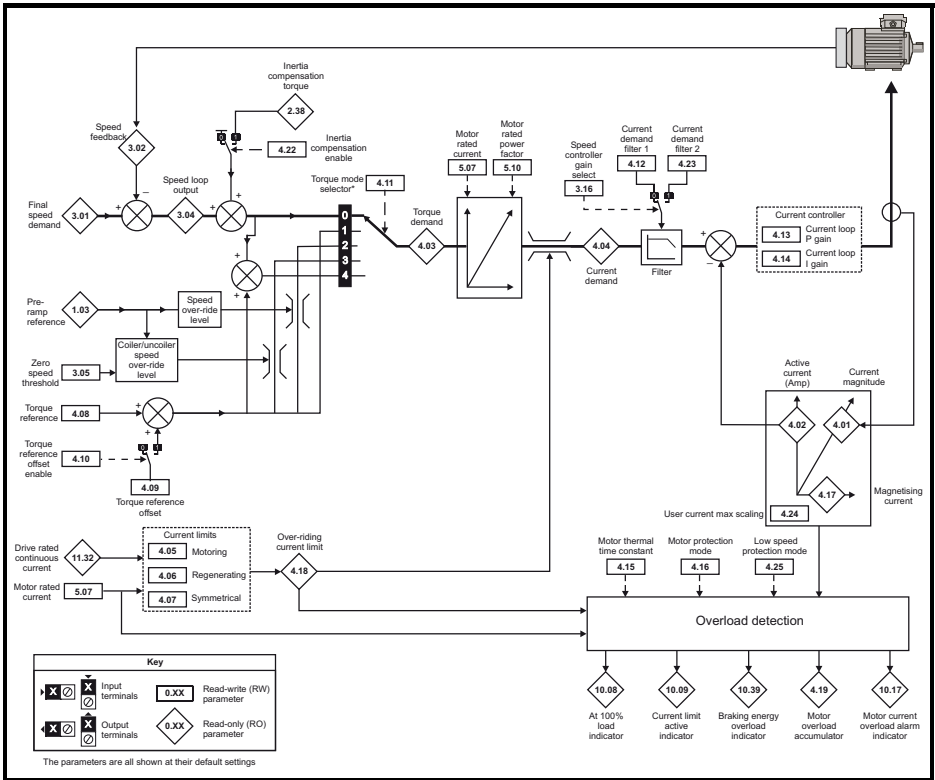 Inertia
compensation
torque
2.38
Speed
feedback
3.02
0 1
4.22
Inertia
compensation
enable
Motor
rated
current
5.07
Motor
rated
power
factor
5.10
Speed
controller
gain
select
3.16
Current
demand
filter 1
4.12
Current
demand
filter 2
4.23
0 1
Torque mode
selector*
4.11
Speed loop
output
Final
speed
demand
3.01
–
+
3.04
+
+
0
1
2
3
4
Torque
demand
4.03
4.04
Current
demand
Filter
+
–
Current controller
4.13
Current loop
P gain
4.14
Current loop
I gain
+
+
Pre-
ramp
reference
1.03
Speed
over-ride
level
Coiler/uncoiler
speed
over-ride
level
Zero
speed
threshold
3.05
Torque
reference
4.08
+
+
Torque
reference
offset
enable
4.10
0 1
4.09
Torque reference
offset
Active
current
(Amp)
Current
magnitude
4.02
4.01
4.17
Magnetising
current
User current max scaling
4.24
Drive rated
continuous
current
11.32
Motor rated
current
5.07
Current limits
4.05
Motoring
4.06
Regenerating
4.07
Symmetrical
Over-riding
current limit
4.18
Motor thermal
time constant
4.15
Motor protection
mode
4.16
Low speed
protection mode
4.25
Overload detection
10.08
At 100%
load
indicator
10.09
Current limit
active
indicator
10.39
Braking energy
overload
indicator
4.19
Motor
overload
accumulator
10.17
Motor current
overload alarm
indicator
Key
X
X
Input
terminals
0.XX
Read-write (RW)
parameter
X
X
Output
terminals
0.XX
Read-only (RO)
parameter
The parameters are all shown at their default settings